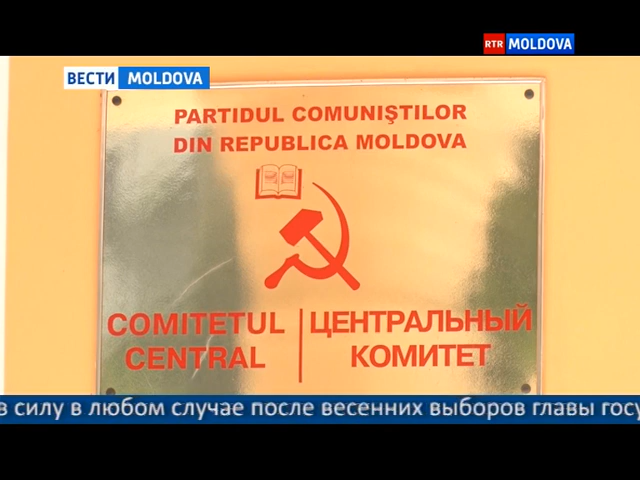 RTR MOLDOVA
ВЕСТИ MOLDOVA
PARTIDUL COMUNIŞTILOR
DIN REPUBLICA MOLDOVA
COMITETUL
CENTRAL
ЦЕНТРАЛЬНЫЙ
КОМИТЕТ
в силу в любом случае после весенних выборов главы госу